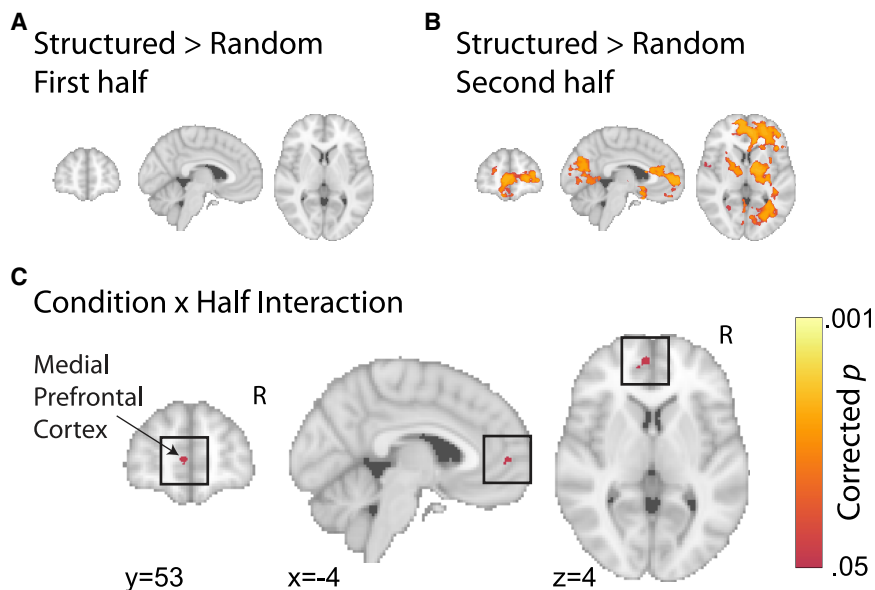 A
Structured > Random
First half
B
Structured > Random
Second half
C
Condition x Half Interaction
Medial
Prefrontal
Cortex
R
R
y=53
x=-4
z=4
.001
Corrected p
.05